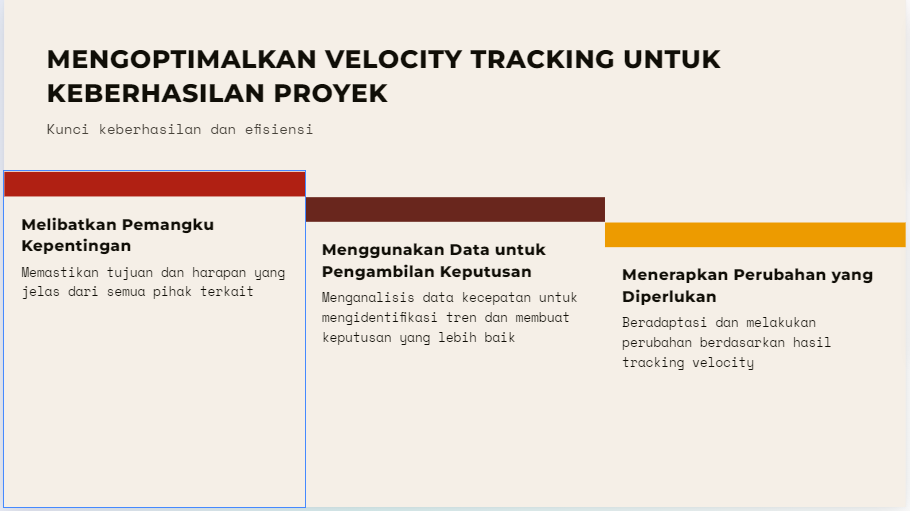 MENGOPTIMALKAN VELOCITY TRACKING UNTUK
KEBERHASILAN PROYEK
Kunci keberhasilan dan efisiensi
Melibatkan Pemangku
Kepentingan
Memastikan tujuan dan harapan yang
jelas dari semua pihak terkait
Menggunakan Data untuk
Pengambilan Keputusan
Menganalisis data kecepatan untuk
mengidentifikasi tren dan membuat
keputusan yang lebih baik
Menerapkan Perubahan yang
Diperlukan
Beradaptasi dan melakukan
perubahan berdasarkan hasil
tracking velocity